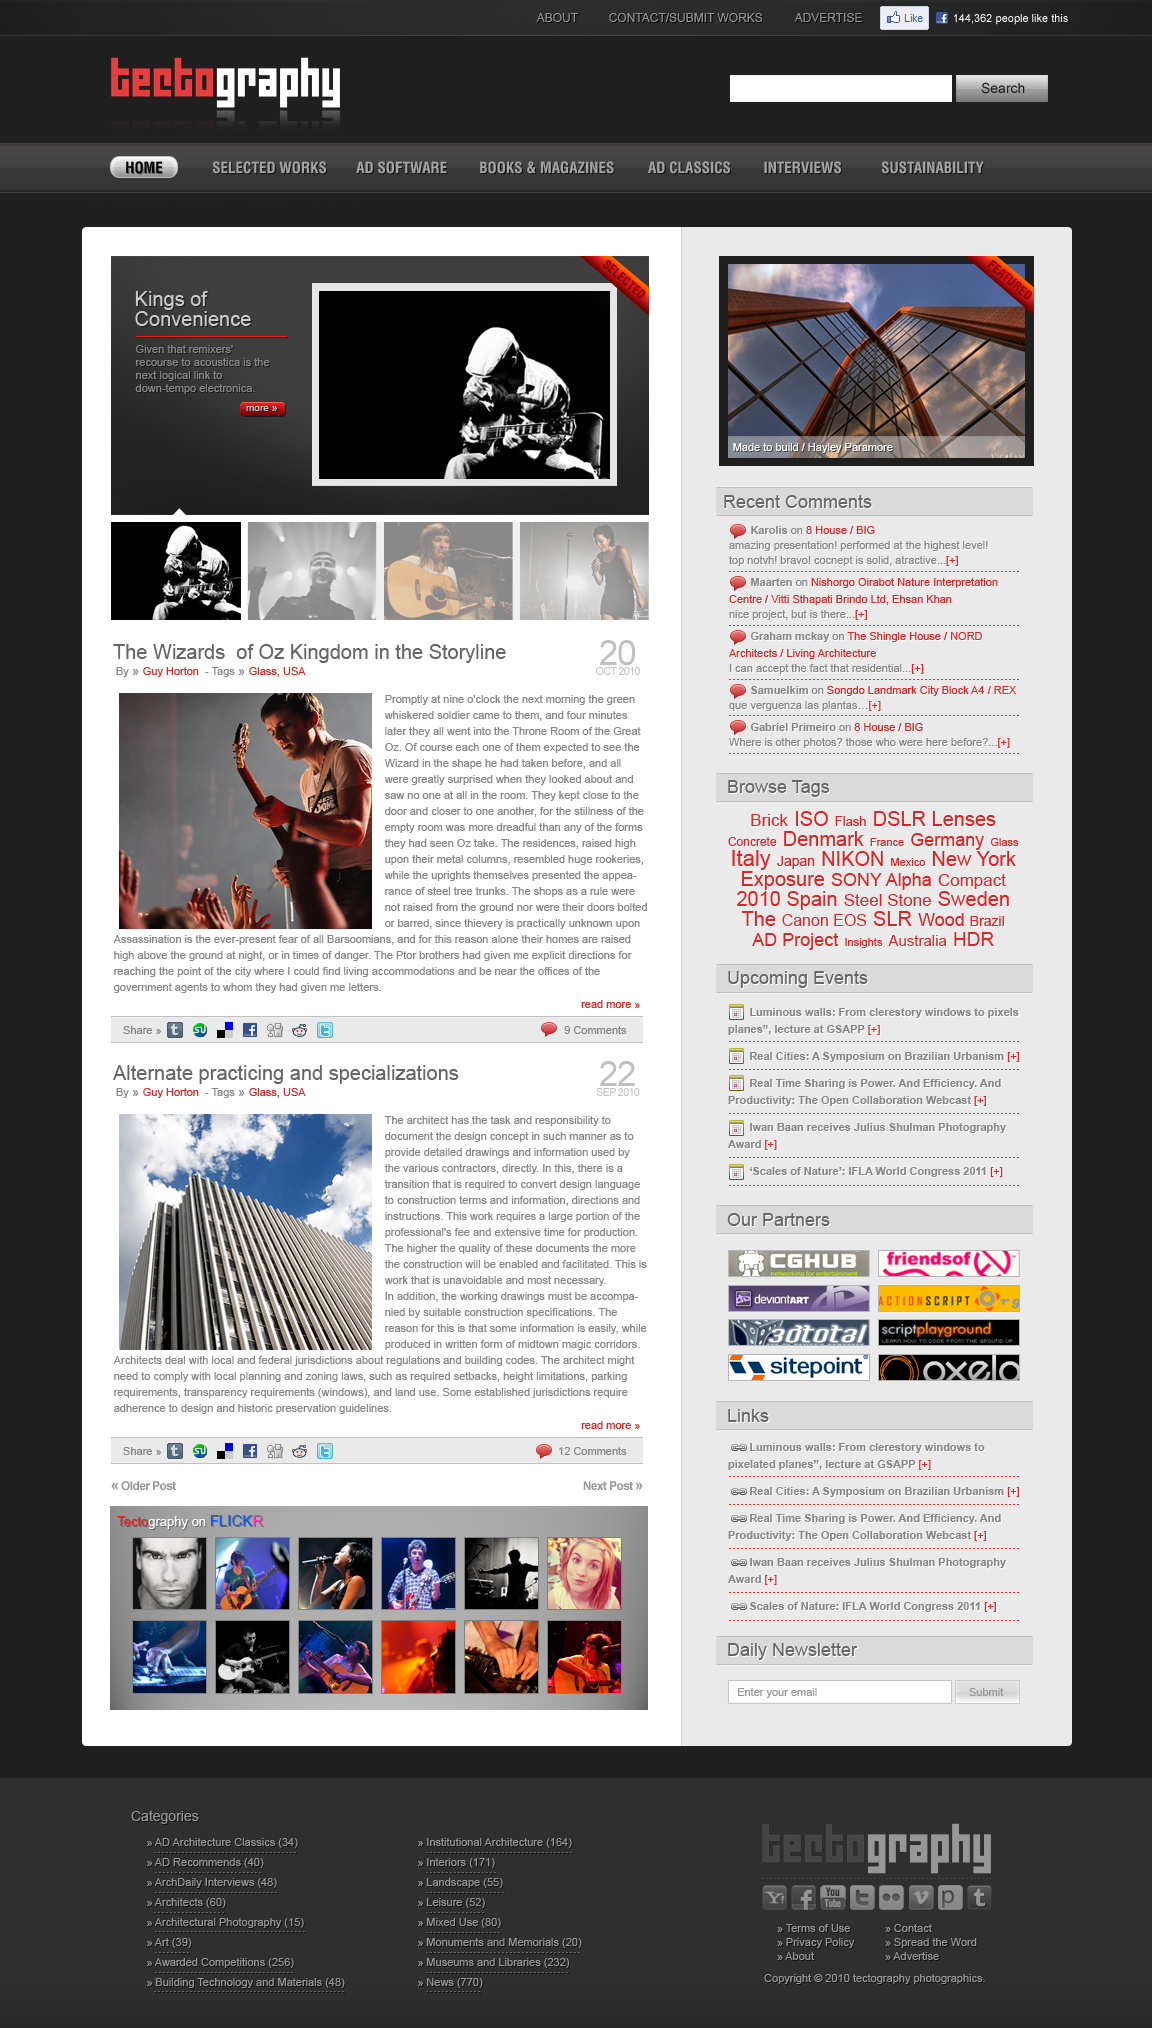 ABOUT CONTACT/SUBMIT WORKS ADVERTISE Like 144,362 people like this
tectography
Search
HOME SELECTED WORKS AD SOFTWARE BOOKS & MAGAZINES AD CLASSICS INTERVIEWS SUSTAINABILITY
SELECTED
Kings of
Convenience
Given that remixers'
recourse to acoustica is the
next logical link to
down-tempo electronica.
more »
The Wizards of Oz Kingdom in the Storyline
20
OCT 2010
By » Guy Horton - Tags » Glass, USA
Promptly at nine o'clock the next morning the green
whiskered soldier came to them, and four minutes
later they all went into the Throne Room of the Great
Oz. Of course each one of them expected to see the
Wizard in the shape he had taken before, and all
were greatly surprised when they looked about and
saw no one at all in the room. They kept close to the
door and closer to one another, for the stillness of the
empty room was more dreadful than any of the forms
they had seen Oz take. The residences, raised high
upon their metal columns, resembled huge rookeries,
while the uprights themselves presented the appea-
rance of steel tree trunks. The shops as a rule were
not raised from the ground nor were their doors bolted
or barred, since thievery is practically unknown upon
Assassination is the ever-present fear of all Barsoomians, and for this reason alone their homes are raised
high above the ground at night, or in times of danger. The Ptor brothers had given me explicit directions for
reaching the point of the city where I could find living accommodations and be near the offices of the
government agents to whom they had given me letters.
read more »
Share » 9 Comments
Alternate practicing and specializations
22
SEP 2010
By » Guy Horton - Tags » Glass, USA
The architect has the task and responsibility to
document the design concept in such manner as to
provide detailed drawings and information used by
the various contractors, directly. In this, there is a
transition that is required to convert design language
to construction terms and information, directions and
instructions. This work requires a large portion of the
professional's fee and extensive time for production.
The higher the quality of these documents the more
the construction will be enabled and facilitated. This is
work that is unavoidable and most necessary.
In addition, the working drawings must be accompa-
nied by suitable construction specifications. The
reason for this is that some information is easily, while
produced in written form of midtown magic corridors.
Architects deal with local and federal jurisdictions about regulations and building codes. The architect might
need to comply with local planning and zoning laws, such as required setbacks, height limitations, parking
requirements, transparency requirements (windows), and land use. Some established jurisdictions require
adherence to design and historic preservation guidelines.
read more »
Share » 12 Comments
« Older Post Next Post »
Tectography on FLICKR
FEATURED
Made to build / Hayley Paramore
Recent Comments
Karolis on 8 House / BIG
amazing presentation! performed at the highest level!
top notvh! bravo! cocnept is solid, atractive...[+]
Maarten on Nishorgo Oirabot Nature Interpretation
Centre / Vitti Sthapati Brindo Ltd, Ehsan Khan
nice project, but is there...[+]
Graham mckay on The Shingle House / NORD
Architects / Living Architecture
I can accept the fact that residential...[+]
Samuelkim on Songdo Landmark City Block A4 / REX
que verguenza las plantas…[+]
Gabriel Primeiro on 8 House / BIG
Where is other photos? those who were here before?...[+]
Browse Tags
Brick ISO Flash DSLR Lenses
Concrete Denmark France Germany Glass
Italy Japan NIKON Mexico New York
Exposure SONY Alpha Compact
2010 Spain Steel Stone Sweden
The Canon EOS SLR Wood Brazil
AD Project Insights Australia HDR
Upcoming Events
Luminous walls: From clerestory windows to pixels
planes”, lecture at GSAPP [+]
Real Cities: A Symposium on Brazilian Urbanism [+]
Real Time Sharing is Power. And Efficiency. And
Productivity: The Open Collaboration Webcast [+]
Iwan Baan receives Julius Shulman Photography
Award [+]
‘Scales of Nature’: IFLA World Congress 2011 [+]
Our Partners
CGHUB friendsof
networking for entertainment
deviantART ACTIONSCRIPT Org
3dtotal scriptplayground
LEARN HOW TO CODE FROM THE GROUND UP.
sitepoint oxelo
Links
Luminous walls: From clerestory windows to
pixelated planes”, lecture at GSAPP [+]
Real Cities: A Symposium on Brazilian Urbanism [+]
Real Time Sharing is Power. And Efficiency. And
Productivity: The Open Collaboration Webcast [+]
Iwan Baan receives Julius Shulman Photography
Award [+]
Scales of Nature: IFLA World Congress 2011 [+]
Daily Newsletter
Enter your email Submit
Categories
» AD Architecture Classics (34)
» AD Recommends (40)
» ArchDaily Interviews (48)
» Architects (60)
» Architectural Photography (15)
» Art (39)
» Awarded Competitions (256)
» Building Technology and Materials (48)
» Institutional Architecture (164)
» Interiors (171)
» Landscape (55)
» Leisure (52)
» Mixed Use (80)
» Monuments and Memorials (20)
» Museums and Libraries (232)
» News (770)
tectography
You Tube
» Terms of Use » Contact
» Privacy Policy » Spread the Word
» About » Advertise
Copyright © 2010 tectography photographics.